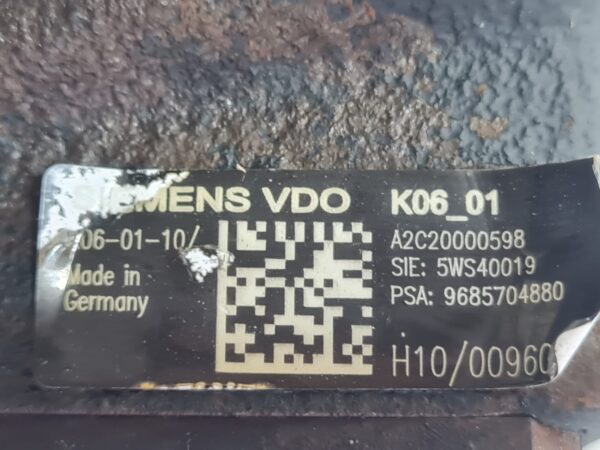 SIEMENS VDO K06_01
06-01-10/ A2C20000598
Made in SIE: 5WS40019
Germany PSA: 9685704880
H10/00960